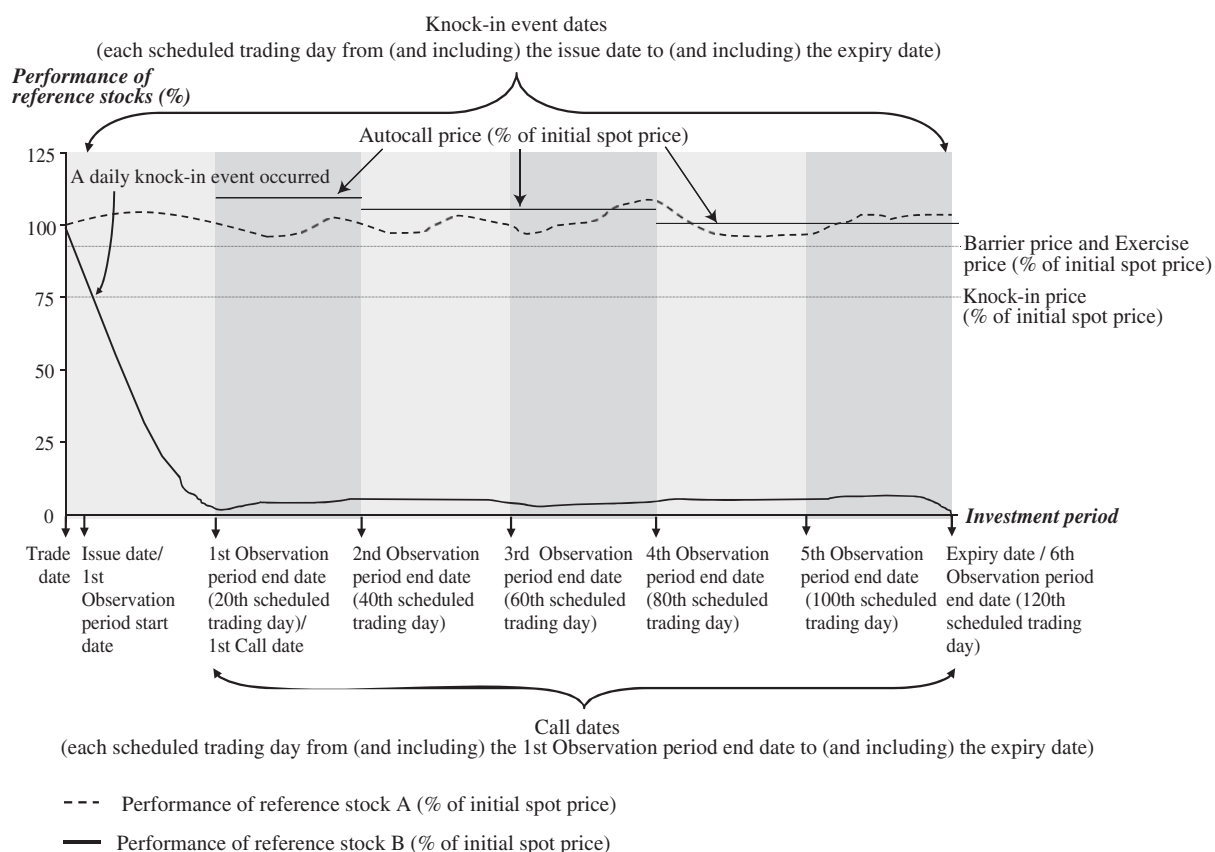 Knock-in event dates
(each scheduled trading day from (and including) the issue date to (and including) the expiry date)
Performance of
reference stocks (%)
Autocall price (% of initial spot price)
125
A daily knock-in event occurred
100
Barrier price and Exercise
price (% of initial spot price)
75
Knock-in price
(% of initial spot price)
50
25
0
Investment period
Trade
date
Issue date/
1st
Observation
period start
date
1st Observation
period end date
(20th scheduled
trading day)/
1st Call date
2nd Observation
period end date
(40th scheduled
trading day)
3rd Observation
period end date
(60th scheduled
trading day)
4th Observation
period end date
(80th scheduled
trading day)
5th Observation
period end date
(100th scheduled
trading day)
Expiry date / 6th
Observation period
end date (120th
scheduled trading
day)
Call dates
(each scheduled trading day from (and including) the 1st Observation period end date to (and including) the expiry date)
Performance of reference stock A (% of initial spot price)
Performance of reference stock B (% of initial spot price)